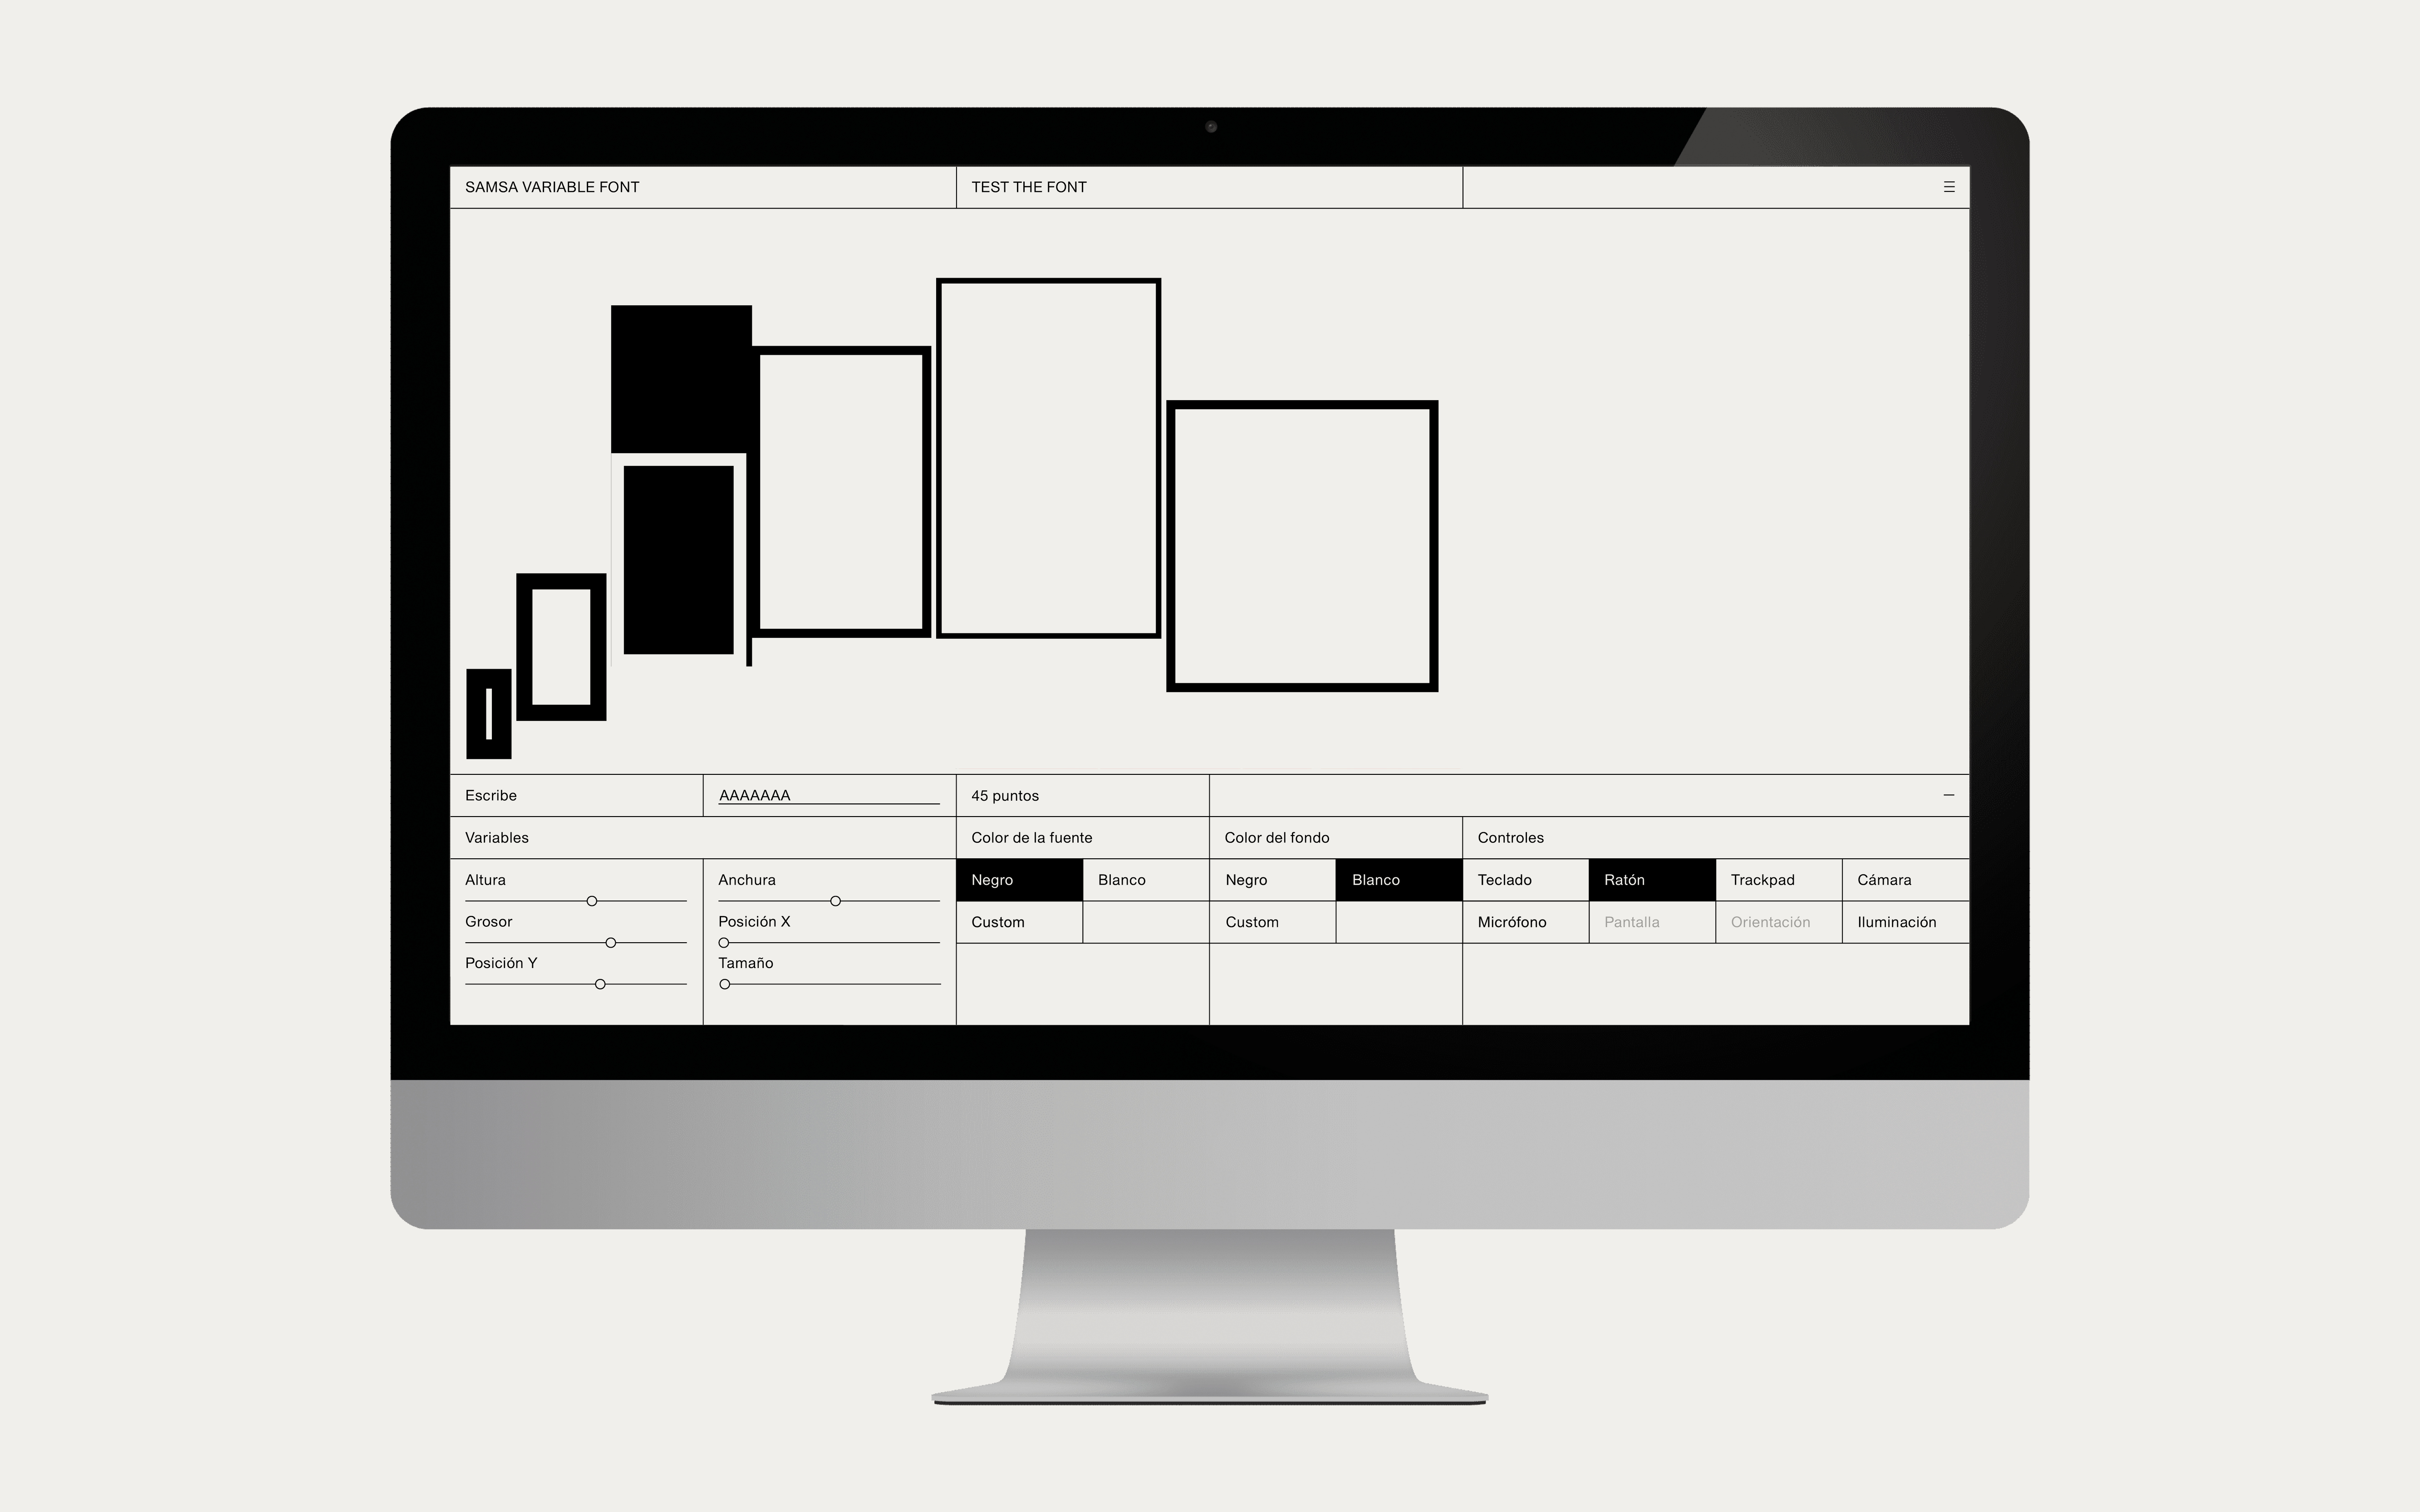 SAMSA VARIABLE FONT
TEST THE FONT
Escribe
AAAAAAA
45 puntos
Variables
Color de la fuente
Color del fondo
Controles
Altura
Anchura
Negro
Blanco
Negro
Blanco
Teclado
Ratón
Trackpad
Cámara
Grosor
Posición X
Custom
Custom
Micrófono
Pantalla
Orientación
Iluminación
Posición Y
Tamaño